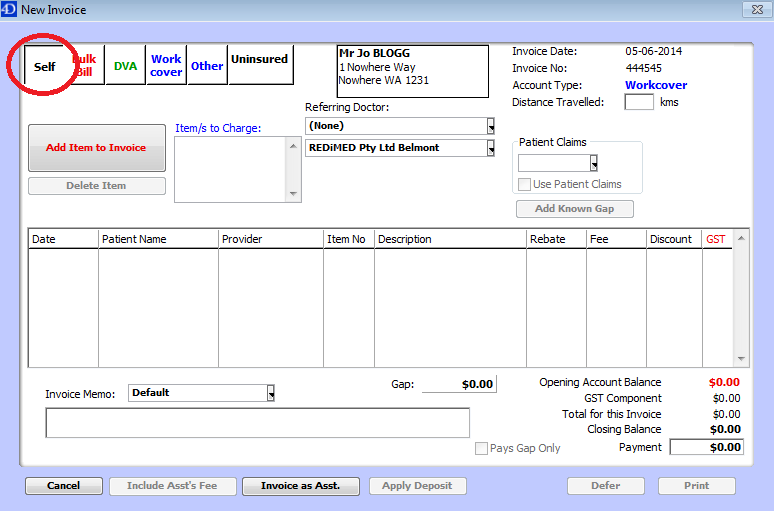 4D New Invoice
Self
Bulk Bill
DVA
Work cover
Other
Uninsured
Mr Jo BLOGG
1 Nowhere Way
Nowhere WA 1231
Invoice Date: 05-06-2014
Invoice No: 444545
Account Type: Workcover
Distance Travelled: kms
Referring Doctor:
(None)
REDiMED Pty Ltd Belmont
Add Item to Invoice
Delete Item
Item/s to Charge:
Patient Claims
Use Patient Claims
Add Known Gap
Date Patient Name Provider Item No Description Rebate Fee Discount GST
Invoice Memo: Default
Gap: $0.00
Opening Account Balance $0.00
GST Component $0.00
Total for this Invoice $0.00
Closing Balance $0.00
Pays Gap Only
Payment $0.00
Cancel
Include Asst's Fee
Invoice as Asst.
Apply Deposit
Defer
Print